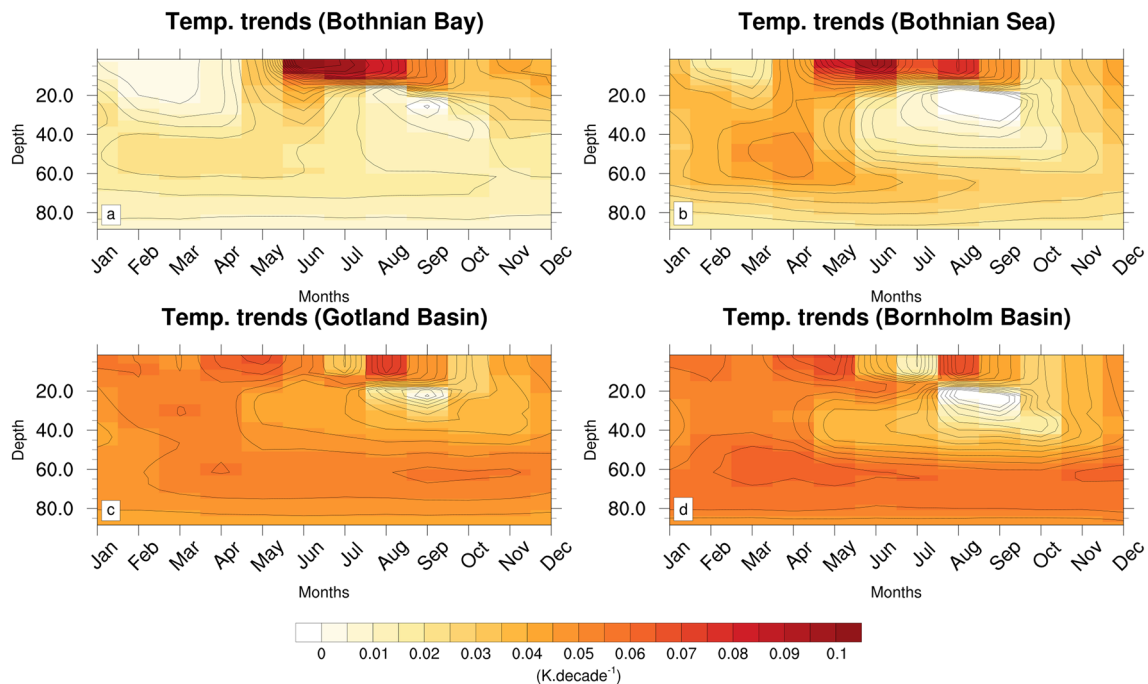 Temp. trends (Bothnian Bay)
Depth
20.0
40.0
60.0
80.0
a
Jan Feb Mar Apr May Jun Jul Aug Sep Oct Nov Dec
Months
Temp. trends (Bothnian Sea)
Depth
20.0
40.0
60.0
80.0
b
Jan Feb Mar Apr May Jun Jul Aug Sep Oct Nov Dec
Months
Temp. trends (Gotland Basin)
Depth
20.0
40.0
60.0
80.0
c
Jan Feb Mar Apr May Jun Jul Aug Sep Oct Nov Dec
Months
Temp. trends (Bornholm Basin)
Depth
20.0
40.0
60.0
80.0
d
Jan Feb Mar Apr May Jun Jul Aug Sep Oct Nov Dec
Months
0 0.01 0.02 0.03 0.04 0.05 0.06 0.07 0.08 0.09 0.1
(K.decade⁻¹)